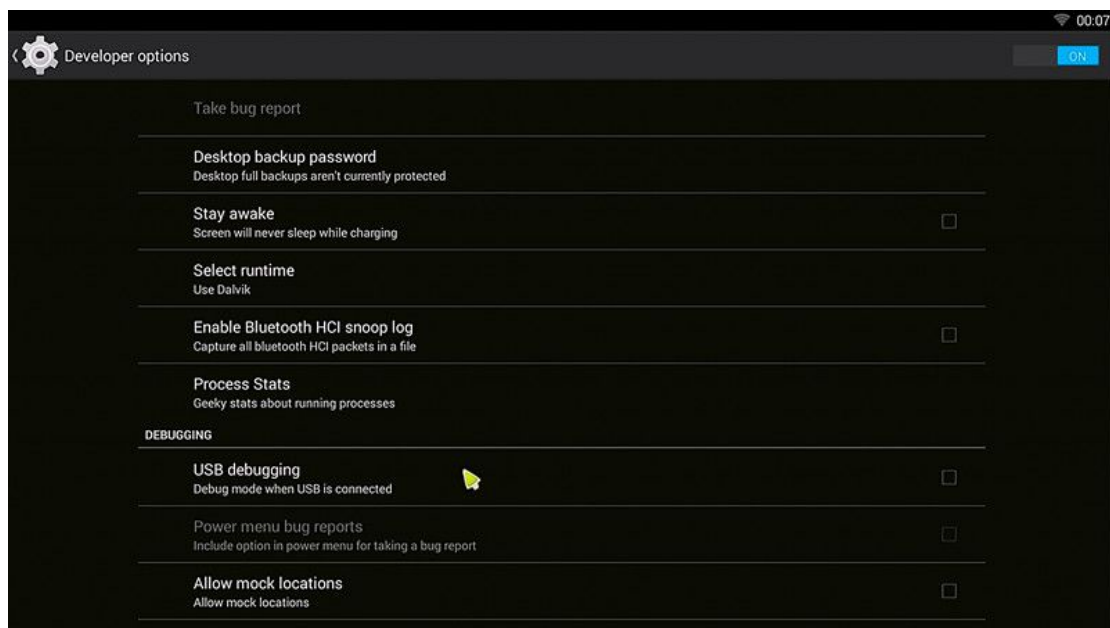 00:07
Developer options
ON
Take bug report
Desktop backup password
Desktop full backups aren't currently protected
Stay awake
Screen will never sleep while charging
Select runtime
Use Dalvik
Enable Bluetooth HCI snoop log
Capture all bluetooth HCI packets in a file
Process Stats
Geeky stats about running processes
DEBUGGING
USB debugging
Debug mode when USB is connected
Power menu bug reports
Include option in power menu for taking a bug report
Allow mock locations
Allow mock locations